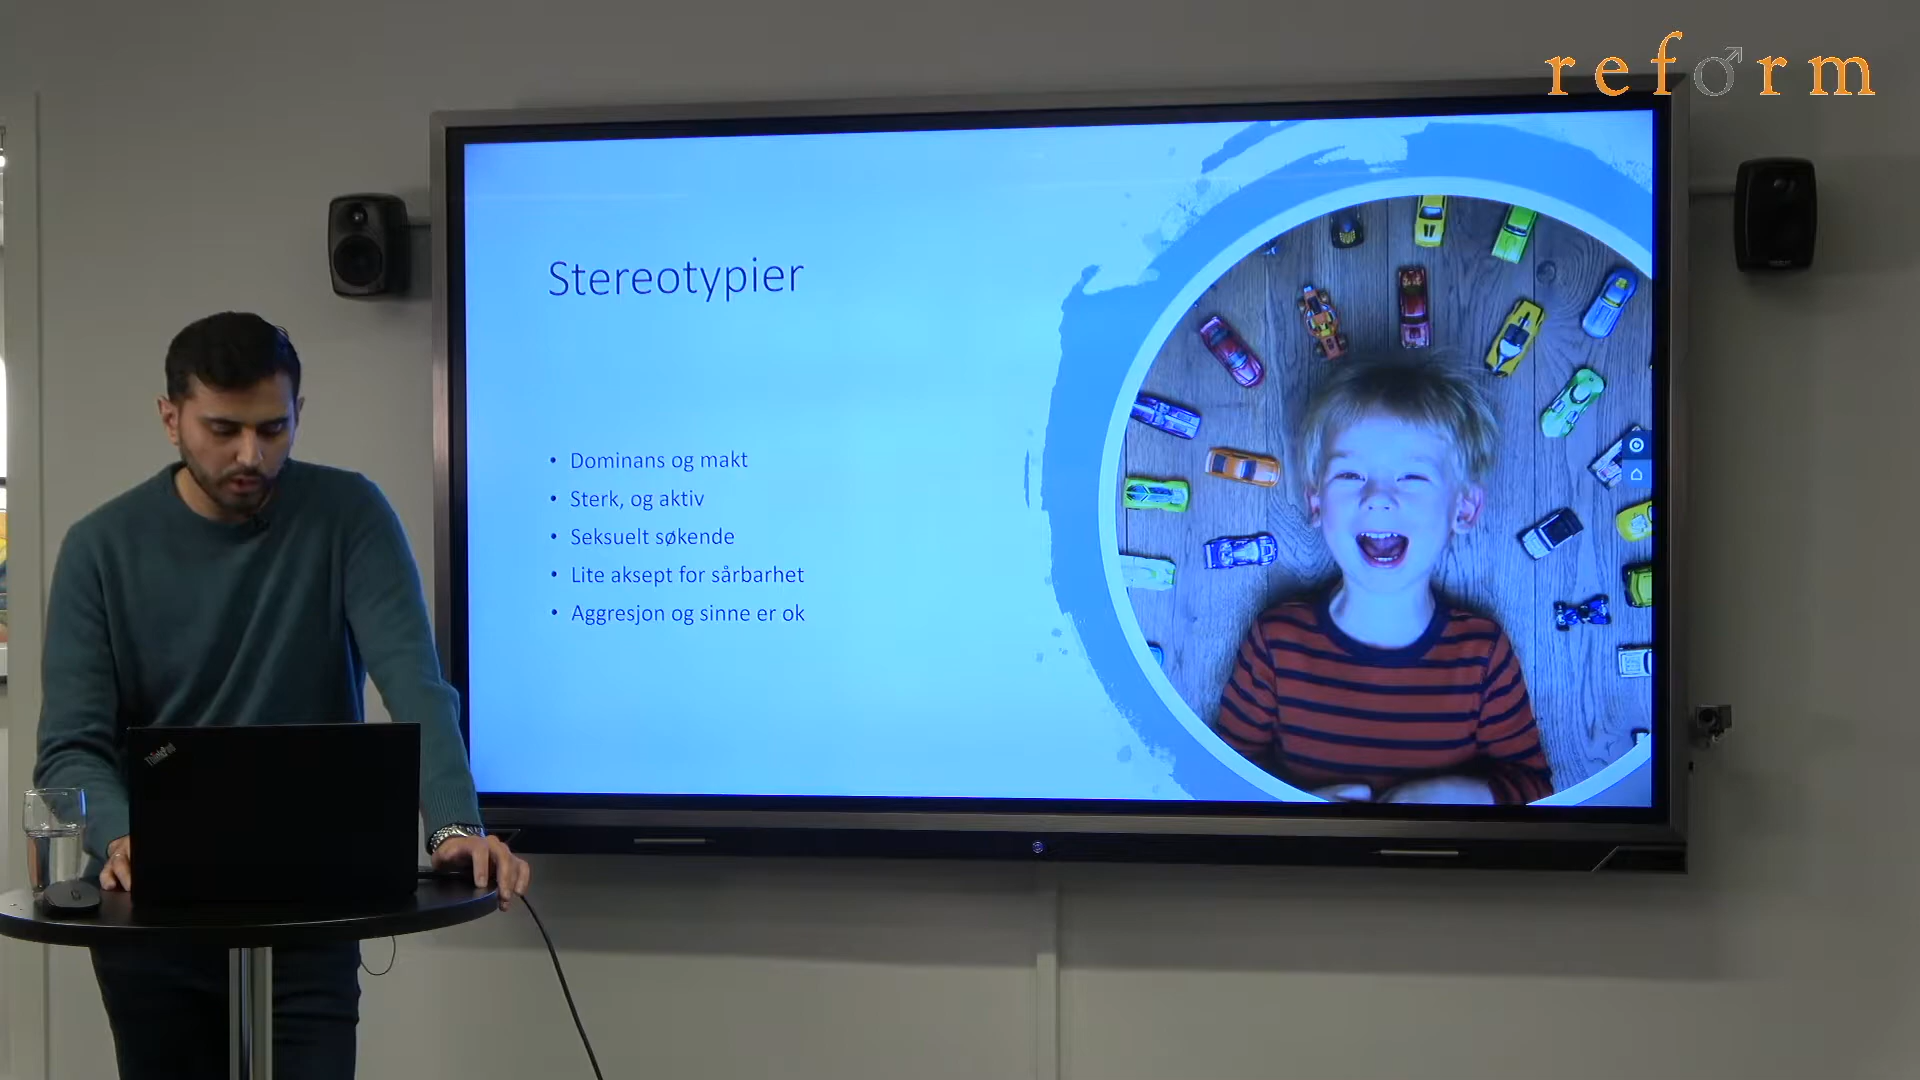 reform
Stereotypier
• Dominans og makt
• Sterk, og aktiv
• Seksuelt søkende
• Lite aksept for sårbarhet
• Aggresjon og sinne er ok
ThinkPad